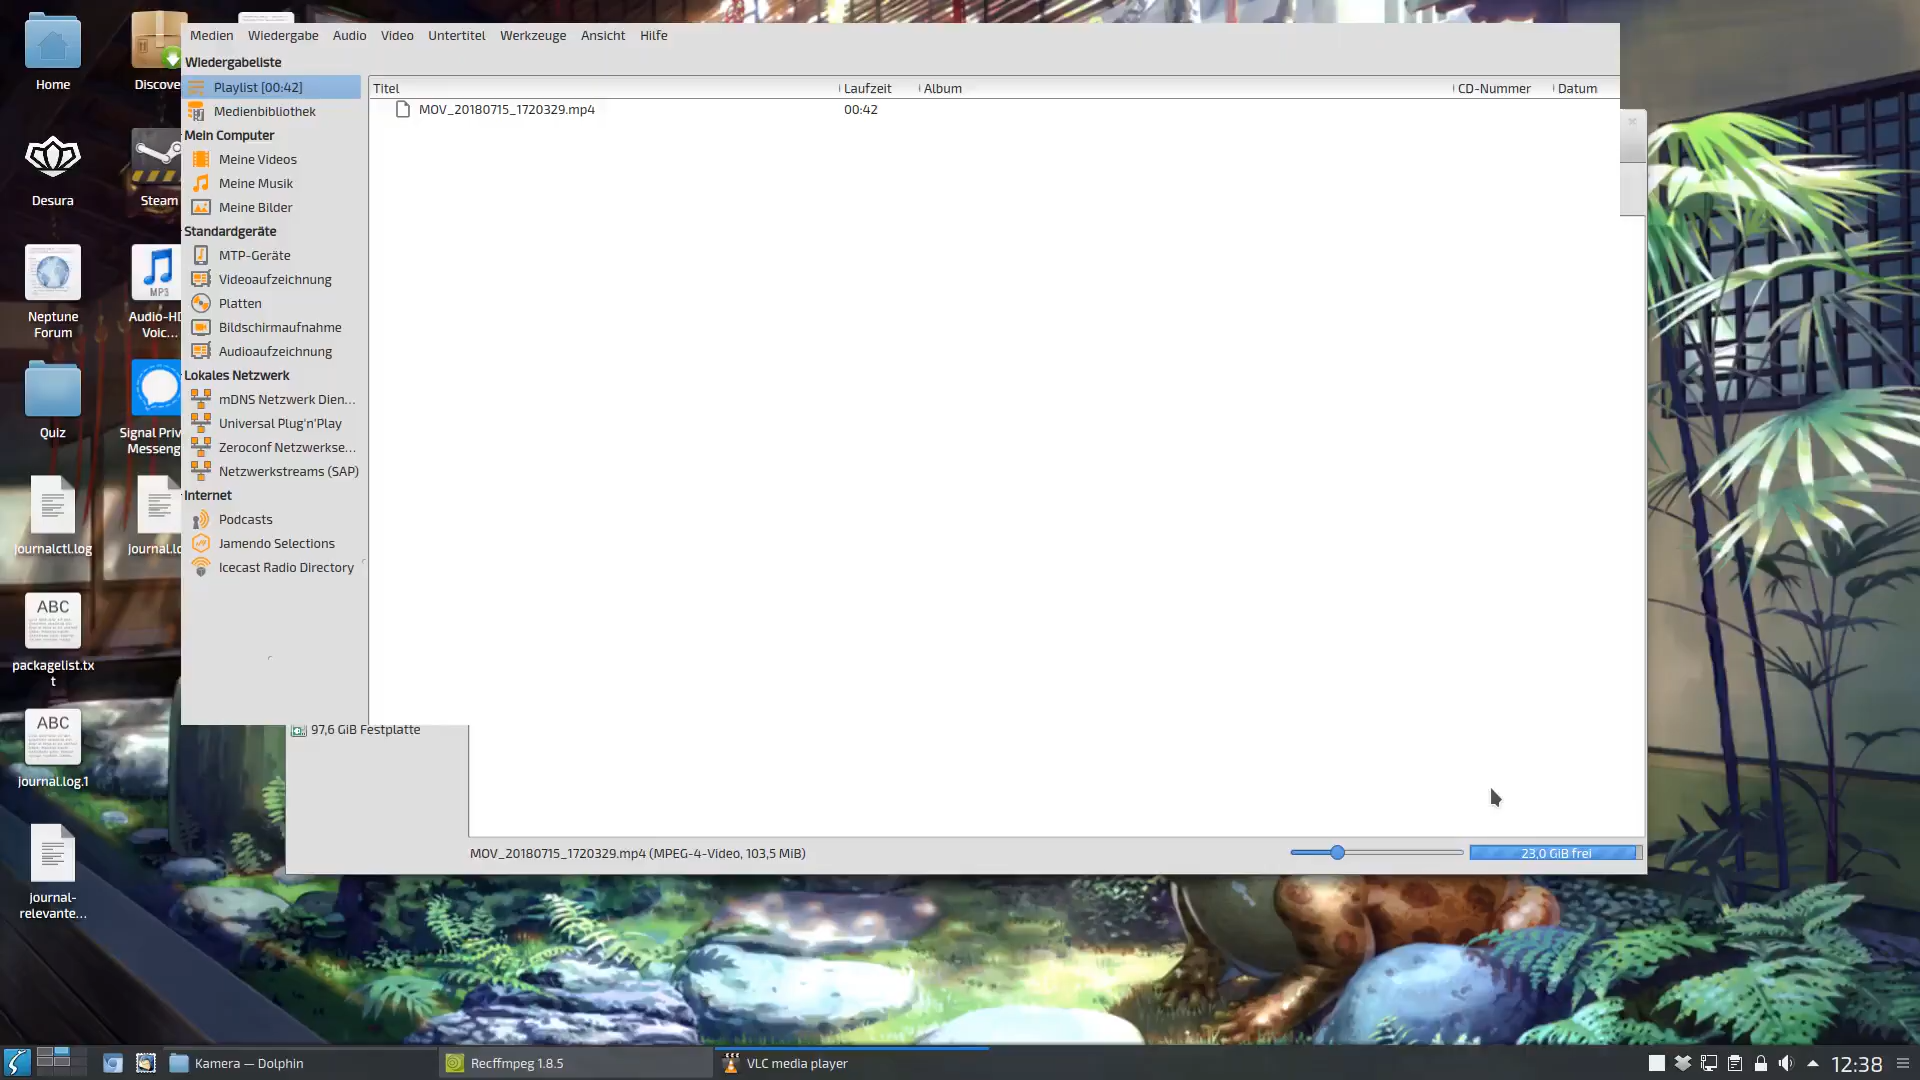 Medien Wiedergabe Audio Video Untertitel Werkzeuge Ansicht Hilfe
Wiedergabeliste
Playlist [00:42]
Medienbibliothek
Mein Computer
Meine Videos
Meine Musik
Meine Bilder
Standardgeräte
MTP-Geräte
Videoaufzeichnung
Platten
Bildschirmaufnahme
Audioaufzeichnung
Lokales Netzwerk
mDNS Netzwerk Dien...
Universal Plug'n'Play
Zeroconf Netzwerkse...
Netzwerkstreams (SAP)
Internet
Podcasts
Jamendo Selections
Icecast Radio Directory
Titel Laufzeit Album CD-Nummer Datum
MOV_20180715_1720329.mp4 00:42
97,6 GiB Festplatte
MOV_20180715_1720329.mp4 (MPEG-4-Video, 103,5 MiB)
23,0 GiB frei
Home
Discove
Desura
Steam
Neptune
Forum
MP3
Audio-HD
Voic...
Quiz
Signal Priv
Messeng
journalctl.log
journal.lo
ABC
packagelist.tx
t
ABC
journal.log.1
journal-
relevante...
Kamera — Dolphin
Recffmpeg 1.8.5
VLC media player
12:38